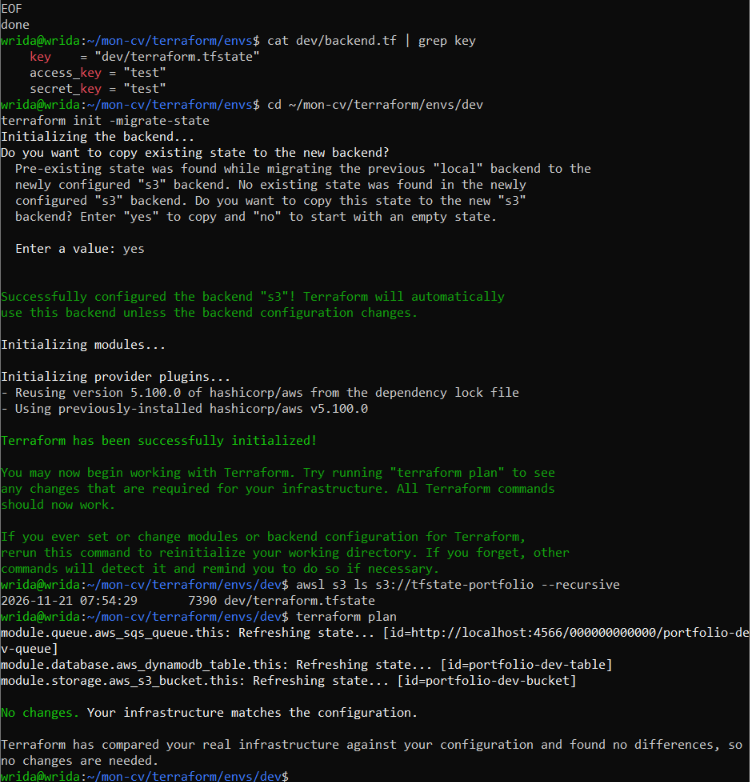 EOF
done
wrida@wrida:~/mon-cv/terraform/envs$ cat dev/backend.tf | grep key
    key    = "dev/terraform.tfstate"
    access_key = "test"
    secret_key = "test"
wrida@wrida:~/mon-cv/terraform/envs$ cd ~/mon-cv/terraform/envs/dev
terraform init -migrate-state
Initializing the backend...
Do you want to copy existing state to the new backend?
  Pre-existing state was found while migrating the previous "local" backend to the
  newly configured "s3" backend. No existing state was found in the newly
  configured "s3" backend. Do you want to copy this state to the new "s3"
  backend? Enter "yes" to copy and "no" to start with an empty state.
  Enter a value: yes
Successfully configured the backend "s3"! Terraform will automatically
use this backend unless the backend configuration changes.
Initializing modules...
Initializing provider plugins...
- Reusing version 5.100.0 of hashicorp/aws from the dependency lock file
- Using previously-installed hashicorp/aws v5.100.0
Terraform has been successfully initialized!
You may now begin working with Terraform. Try running "terraform plan" to see
any changes that are required for your infrastructure. All Terraform commands
should now work.
If you ever set or change modules or backend configuration for Terraform,
rerun this command to reinitialize your working directory. If you forget, other
commands will detect it and remind you to do so if necessary.
wrida@wrida:~/mon-cv/terraform/envs/dev$ awsl s3 ls s3://tfstate-portfolio --recursive
2026-11-21 07:54:29       7390 dev/terraform.tfstate
wrida@wrida:~/mon-cv/terraform/envs/dev$ terraform plan
module.queue.aws_sqs_queue.this: Refreshing state... [id=http://localhost:4566/000000000000/portfolio-de
v-queue]
module.database.aws_dynamodb_table.this: Refreshing state... [id=portfolio-dev-table]
module.storage.aws_s3_bucket.this: Refreshing state... [id=portfolio-dev-bucket]
No changes. Your infrastructure matches the configuration.
Terraform has compared your real infrastructure against your configuration and found no differences, so
no changes are needed.
wrida@wrida:~/mon-cv/terraform/envs/dev$